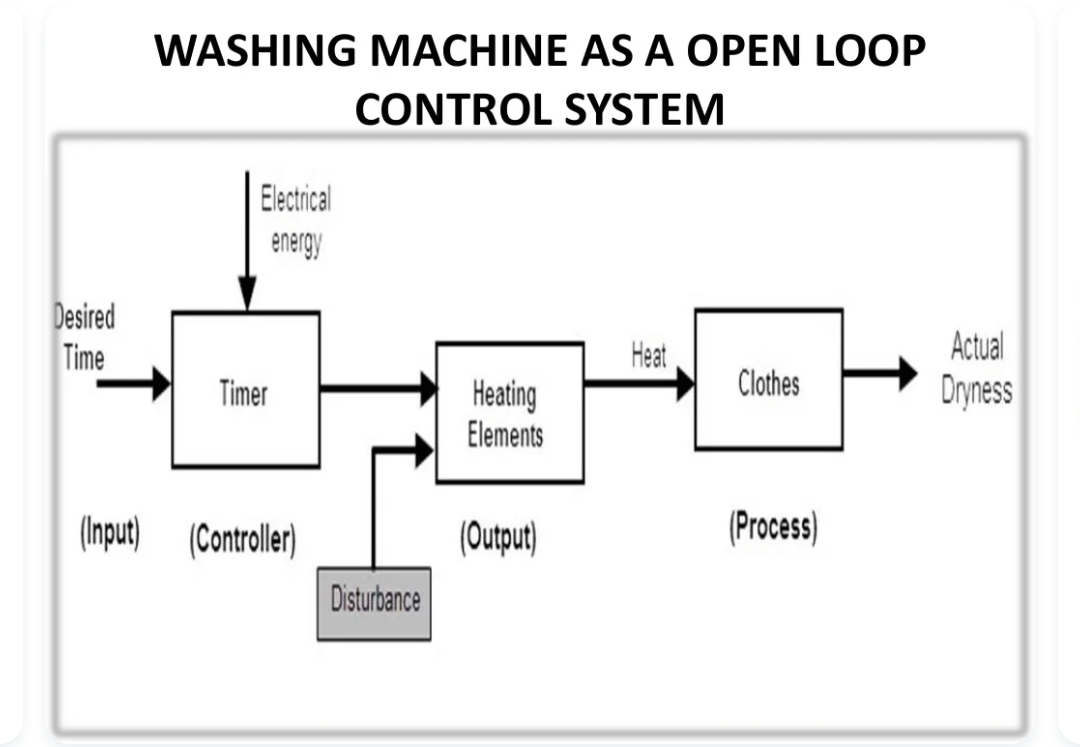 WASHING MACHINE AS A OPEN LOOP
CONTROL SYSTEM
Electrical
energy
Desired
Time
Timer
Heating
Elements
Heat
Clothes
Actual
Dryness
(Input)
(Controller)
(Output)
(Process)
Disturbance